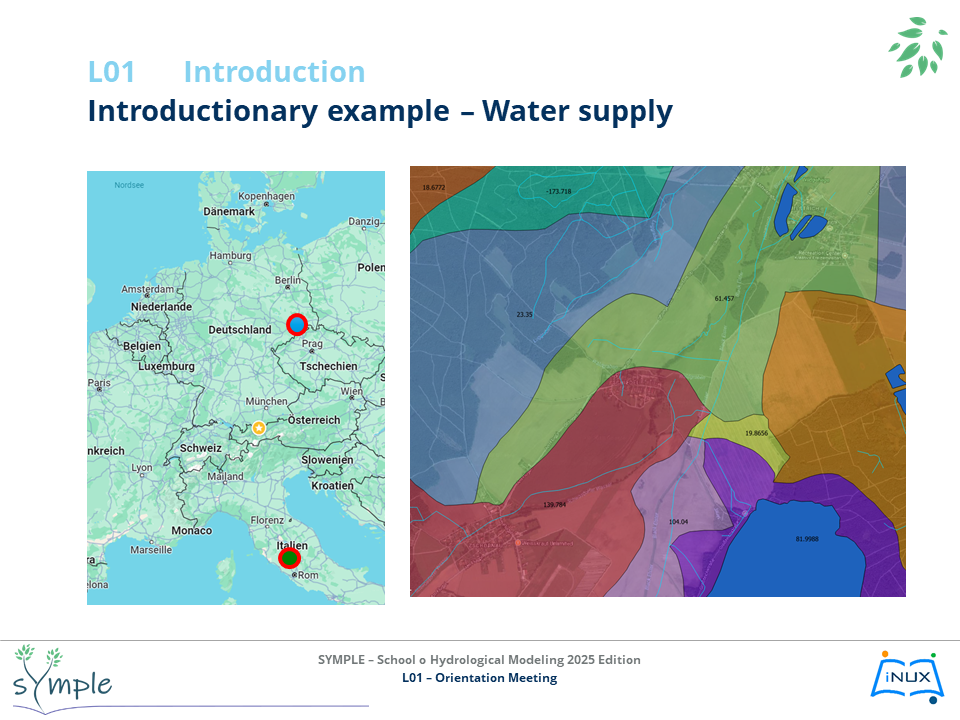 L01 Introduction
Introductionary example – Water supply
Nordsee
Kopenhagen
Dänemark
Danzig
Hamburg
Polen
Berlin
Amsterdam
Niederlande
Deutschland
Belgien
Prag
Luxemburg
Tschechien
Paris
Wien
München
Österreich
nkreich
Schweiz
Lyon
Slowenien
Mailand
Kroatien
Florenz
Monaco
Marseille
Italien
Rom
elona
18.6772
-173.718
61.457
23.35
19.8656
139.784
104.04
81.9988
SYMPLE – School o Hydrological Modeling 2025 Edition
L01 – Orientation Meeting
symple
iNUX